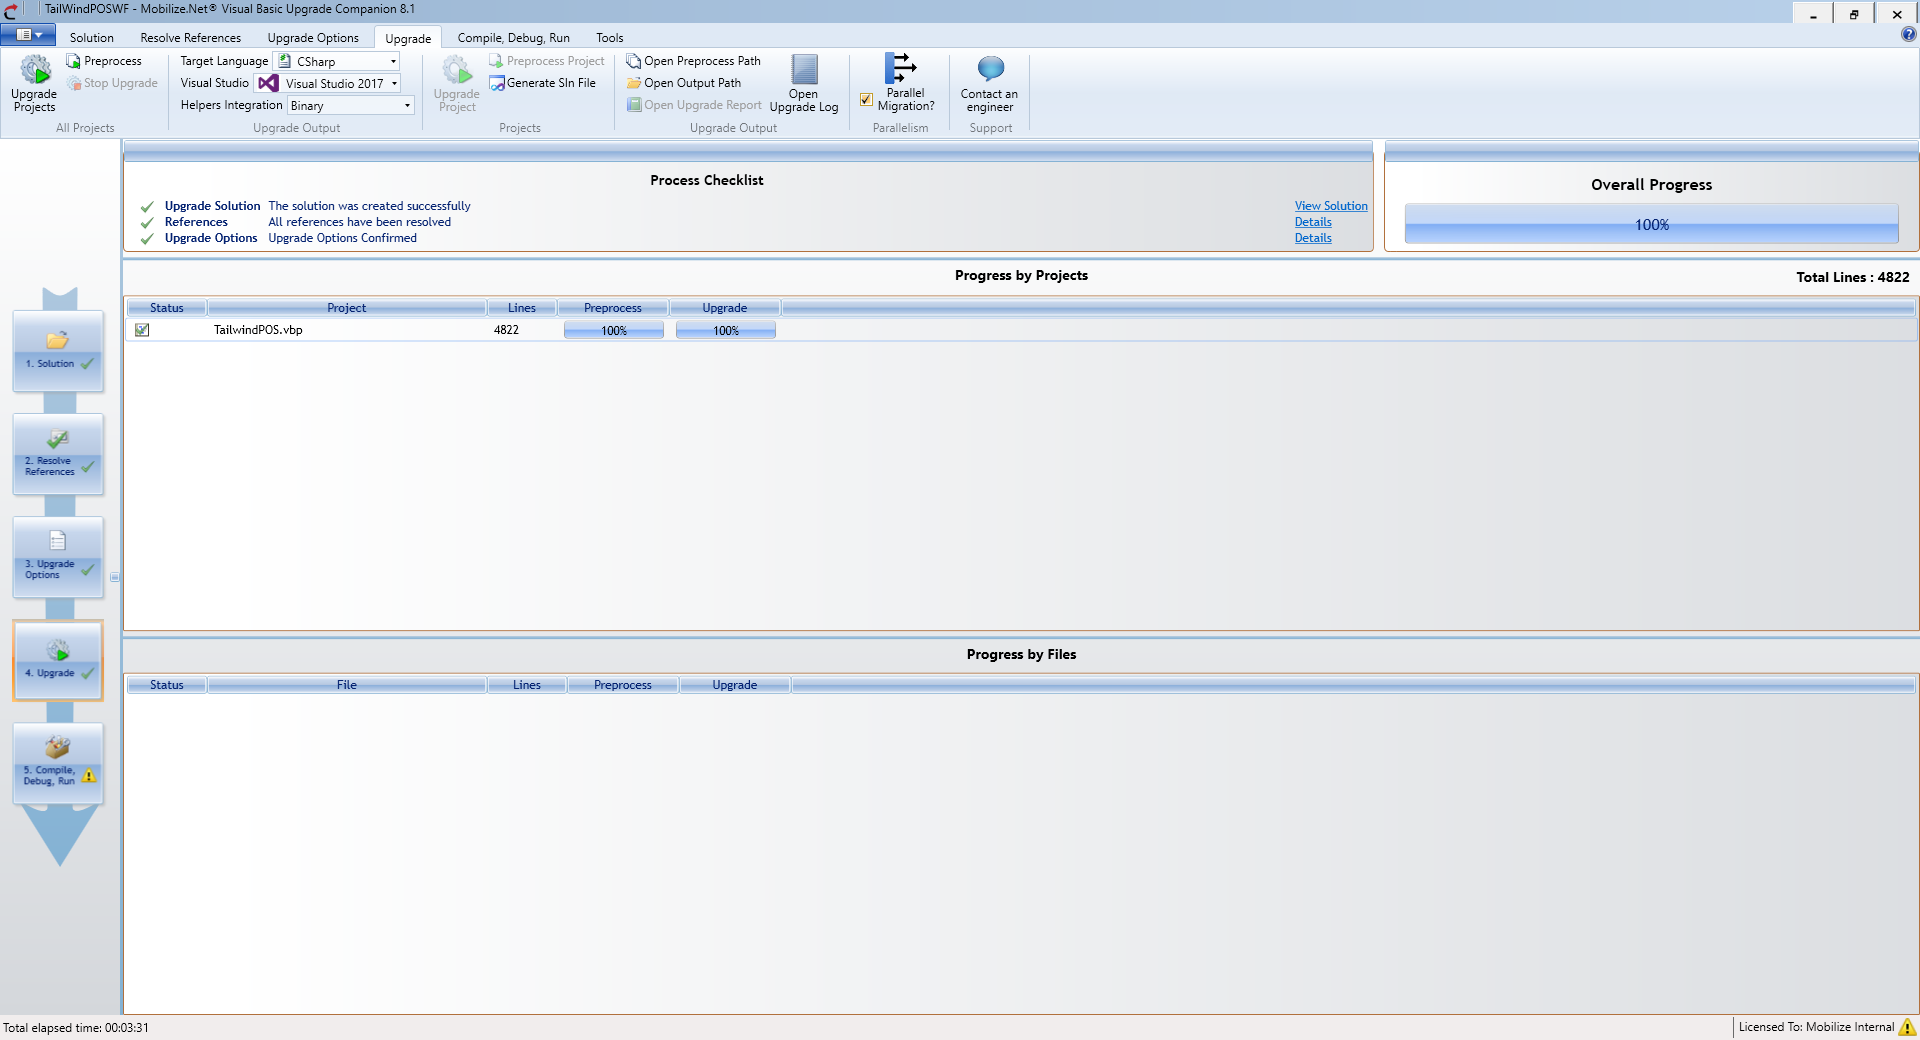 TailWindPOSWF - Mobilize.Net® Visual Basic Upgrade Companion 8.1
Solution
Resolve References
Upgrade Options
Upgrade
Compile, Debug, Run
Tools
Upgrade Projects
Preprocess
Stop Upgrade
All Projects
Target Language CSharp
Visual Studio Visual Studio 2017
Helpers Integration Binary
Upgrade Output
Upgrade Project
Preprocess Project
Generate Sln File
Projects
Open Preprocess Path
Open Output Path
Open Upgrade Report
Open Upgrade Log
Upgrade Output
Parallel Migration?
Parallelism
Contact an engineer
Support
Process Checklist
Upgrade Solution The solution was created successfully View Solution
References All references have been resolved Details
Upgrade Options Upgrade Options Confirmed Details
Overall Progress
100%
Progress by Projects
Total Lines : 4822
Status Project Lines Preprocess Upgrade
TailwindPOS.vbp 4822 100% 100%
1. Solution
2. Resolve References
3. Upgrade Options
4. Upgrade
5. Compile, Debug, Run
Progress by Files
Status File Lines Preprocess Upgrade
Total elapsed time: 00:03:31
Licensed To: Mobilize Internal